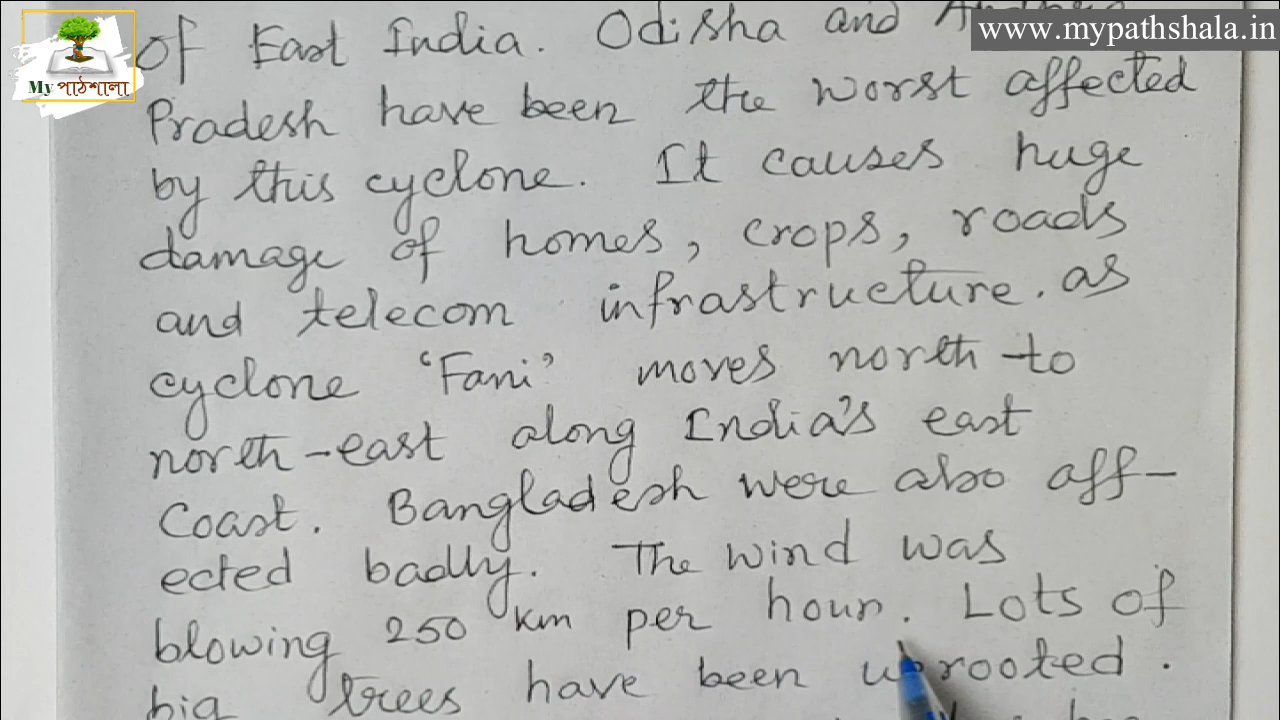 My পাঠশালা
www.mypathshala.in
of East India. Odisha and Andhra
Pradesh have been the worst affected
by this cyclone. It causes huge
damage of homes, crops, roads
and telecom infrastructure. as
cyclone 'Fani' moves north-to
north-east along India's east
Coast. Bangladesh were also aff-
ected badly. The wind was
blowing 250 km per hour. Lots of
big trees have been uprooted.